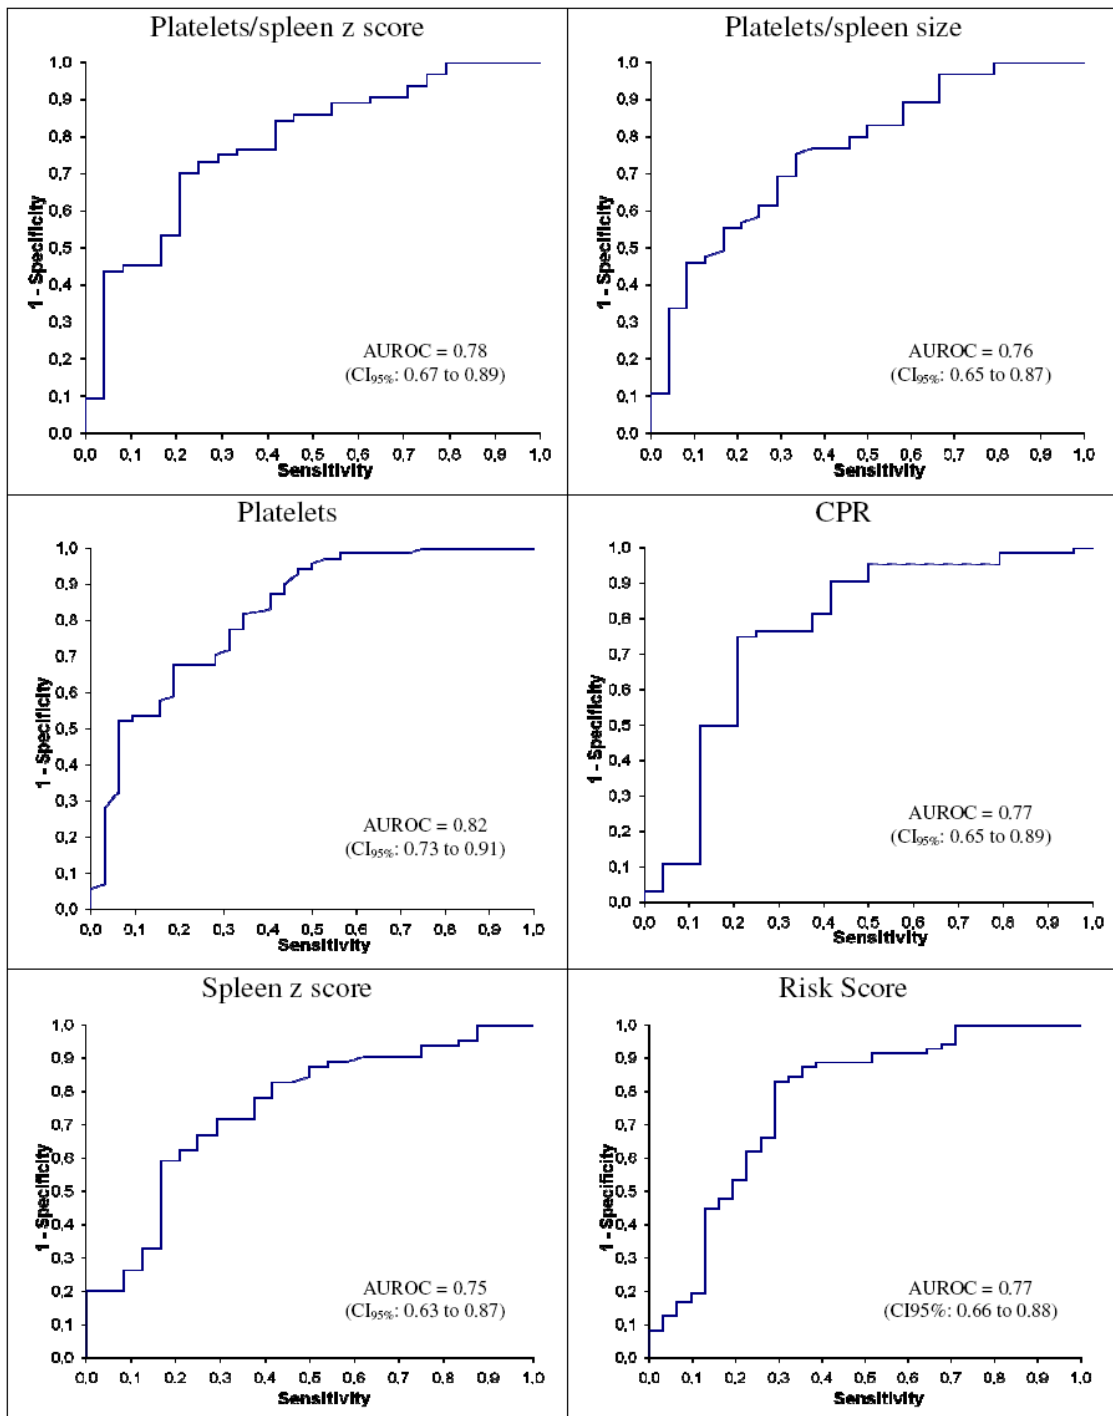 Platelets/spleen z score
1,0
0,9
0,8
0,7
0,6
0,5
0,4
0,3
0,2
0,1
0,0
1 - Specificity
AUROC = 0.78
(CI95%: 0.67 to 0.89)
0,0 0,1 0,2 0,3 0,4 0,5 0,6 0,7 0,8 0,9 1,0
Sensitivity
Platelets/spleen size
1,0
0,9
0,8
0,7
0,6
0,5
0,4
0,3
0,2
0,1
0,0
1 - Specificity
AUROC = 0.76
(CI95%: 0.65 to 0.87)
0,0 0,1 0,2 0,3 0,4 0,5 0,6 0,7 0,8 0,9 1,0
Sensitivity
Platelets
1,0
0,9
0,8
0,7
0,6
0,5
0,4
0,3
0,2
0,1
0,0
1 - Specificity
AUROC = 0.82
(CI95%: 0.73 to 0.91)
0,0 0,1 0,2 0,3 0,4 0,5 0,6 0,7 0,8 0,9 1,0
Sensitivity
CPR
1,0
0,9
0,8
0,7
0,6
0,5
0,4
0,3
0,2
0,1
0,0
1 - Specificity
AUROC = 0.77
(CI95%: 0.65 to 0.89)
0,0 0,1 0,2 0,3 0,4 0,5 0,6 0,7 0,8 0,9 1,0
Sensitivity
Spleen z score
1,0
0,9
0,8
0,7
0,6
0,5
0,4
0,3
0,2
0,1
0,0
1 - Specificity
AUROC = 0.75
(CI95%: 0.63 to 0.87)
0,0 0,1 0,2 0,3 0,4 0,5 0,6 0,7 0,8 0,9 1,0
Sensitivity
Risk Score
1,0
0,9
0,8
0,7
0,6
0,5
0,4
0,3
0,2
0,1
0,0
1 - Specificity
AUROC = 0.77
(CI95%: 0.66 to 0.88)
0,0 0,1 0,2 0,3 0,4 0,5 0,6 0,7 0,8 0,9 1,0
Sensitivity